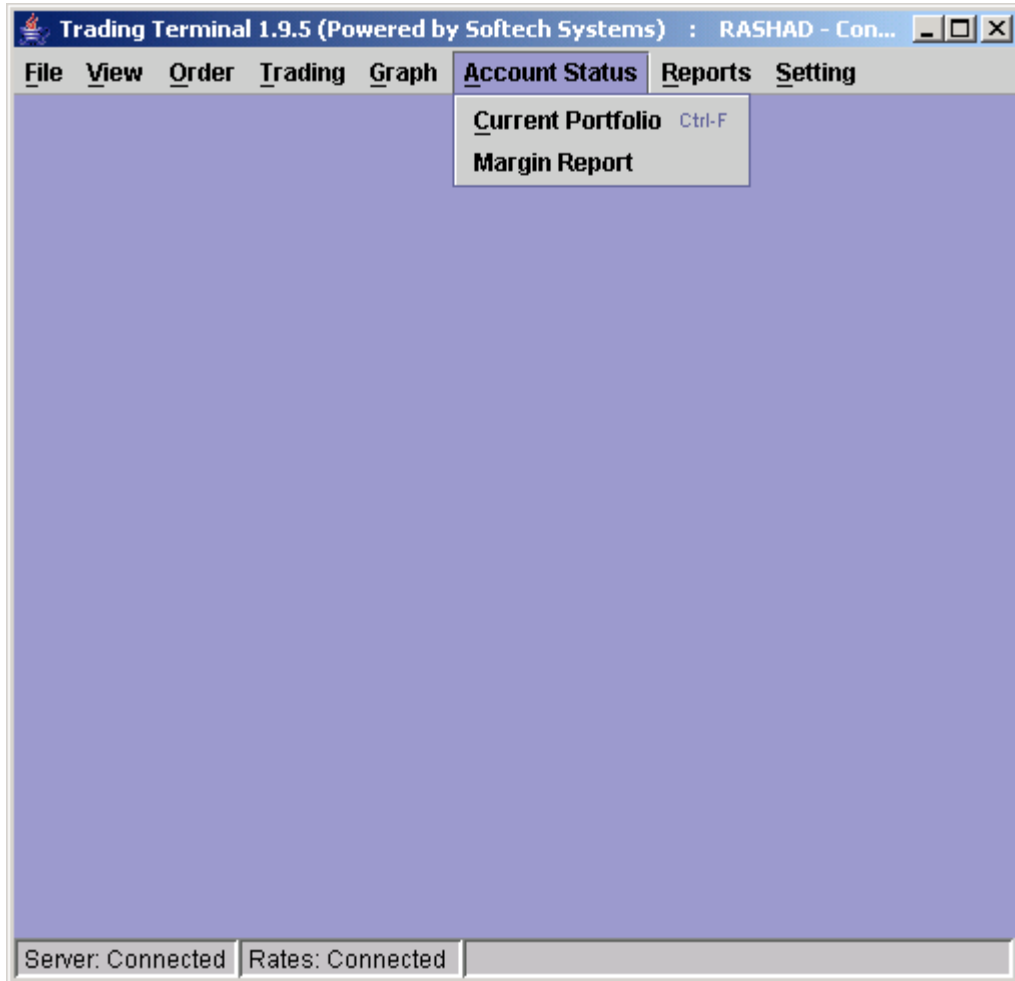 Trading Terminal 1.9.5 (Powered by Softech Systems) : RASHAD - Con...
File View Order Trading Graph Account Status Reports Setting
Current Portfolio Ctrl-F
Margin Report
Server: Connected Rates: Connected